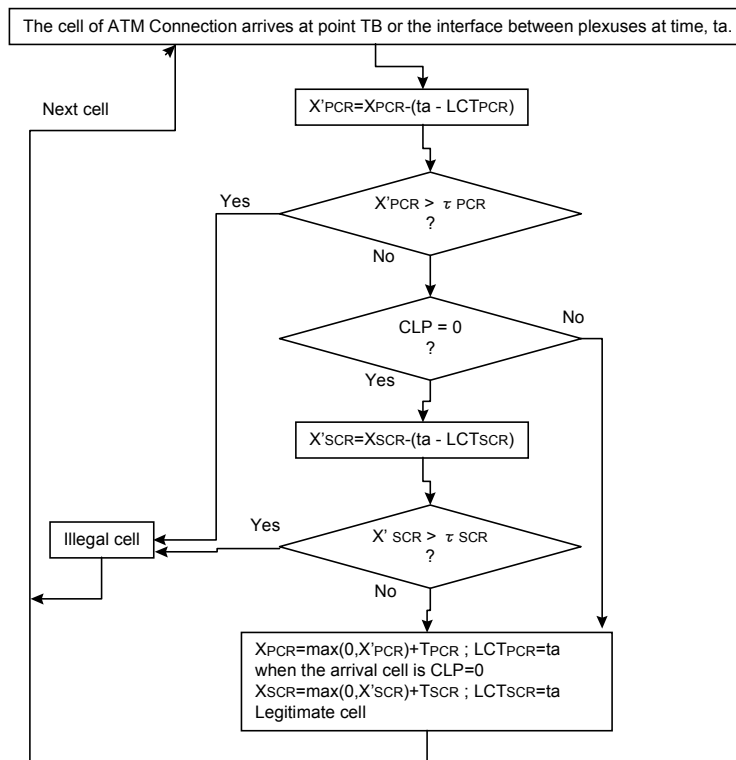 The cell of ATM Connection arrives at point TB or the interface between plexuses at time, ta.
Next cell
X'PCR=XPCR-(ta - LCTPCR)
Yes
X'PCR > τ PCR
?
No
CLP = 0
?
No
Yes
X'SCR=XSCR-(ta - LCTSCR)
Illegal cell
Yes
X' SCR > τ SCR
?
No
XPCR=max(0,X'PCR)+TPCR ; LCTPCR=ta
when the arrival cell is CLP=0
XSCR=max(0,X'SCR)+TSCR ; LCTSCR=ta
Legitimate cell